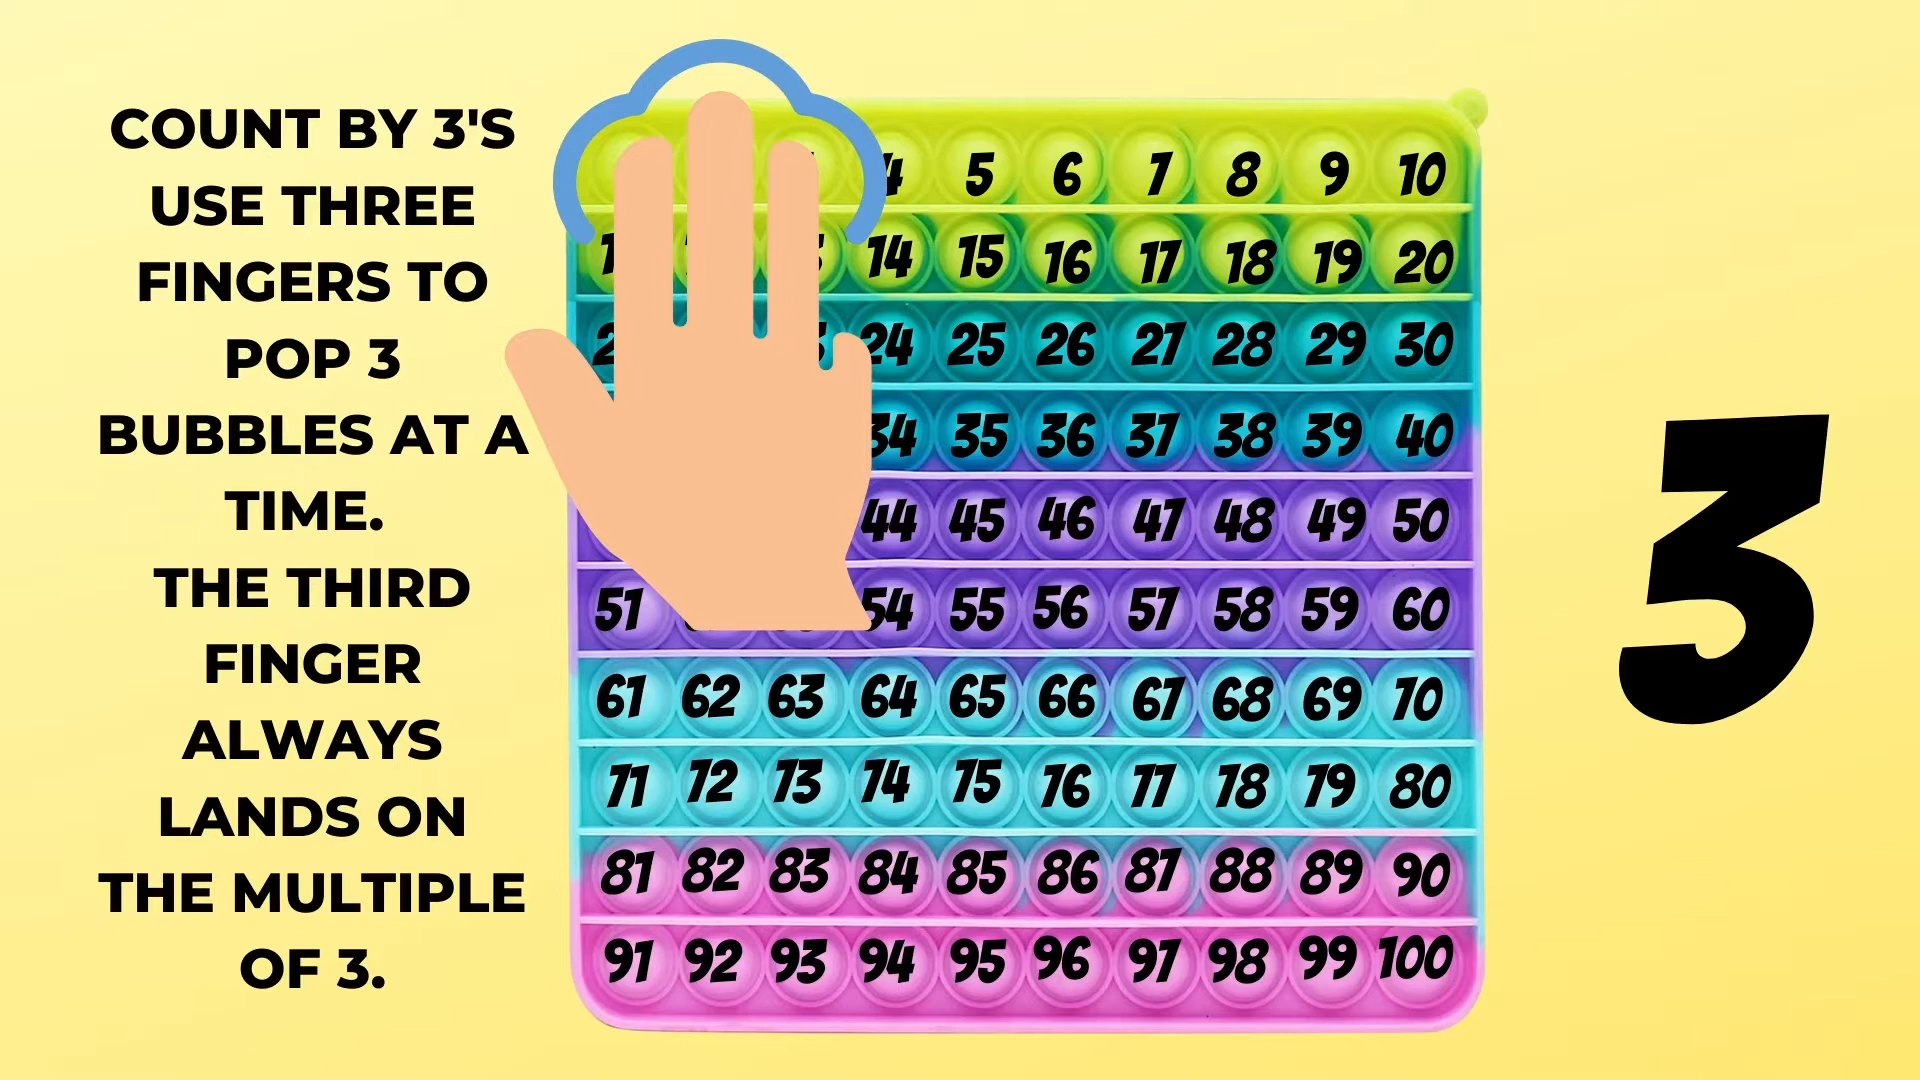 COUNT BY 3'S
USE THREE
FINGERS TO
POP 3
BUBBLES AT A
TIME.
THE THIRD
FINGER
ALWAYS
LANDS ON
THE MULTIPLE
OF 3.
4 5 6 7 8 9 10
14 15 16 17 18 19 20
24 25 26 27 28 29 30
34 35 36 37 38 39 40
44 45 46 47 48 49 50
51 54 55 56 57 58 59 60
61 62 63 64 65 66 67 68 69 70
71 72 73 74 75 76 77 78 79 80
81 82 83 84 85 86 87 88 89 90
91 92 93 94 95 96 97 98 99 100
3